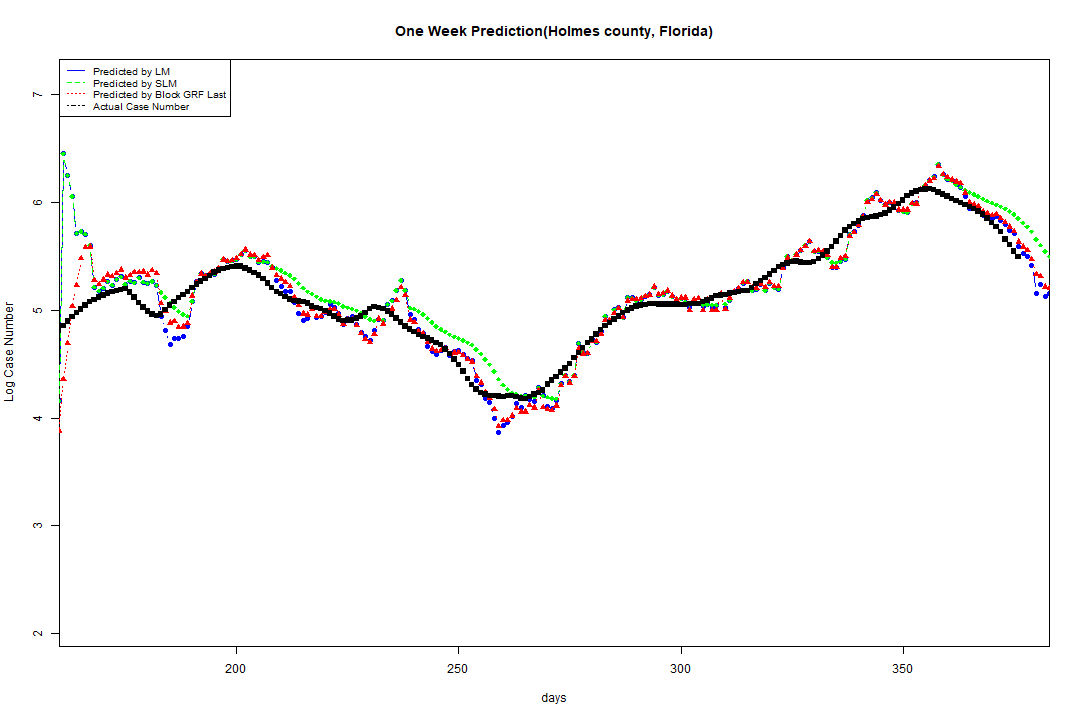 One Week Prediction(Holmes county, Florida)
Predicted by LM
Predicted by SLM
Predicted by Block GRF Last
Actual Case Number
7
6
5
4
3
2
Log Case Number
200
250
300
350
days